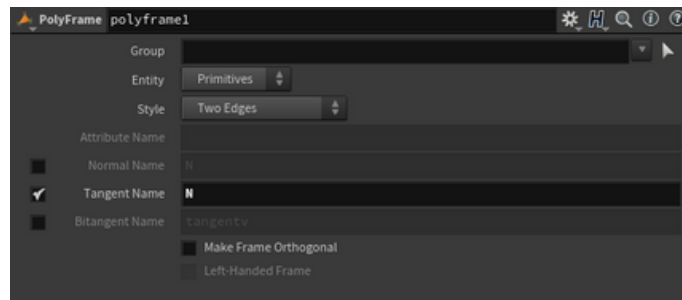 PolyFrame polyframe1
Group
Entity Primitives
Style Two Edges
Attribute Name
Normal Name N
Tangent Name N
Bitangent Name tangentv
Make Frame Orthogonal
Left-Handed Frame